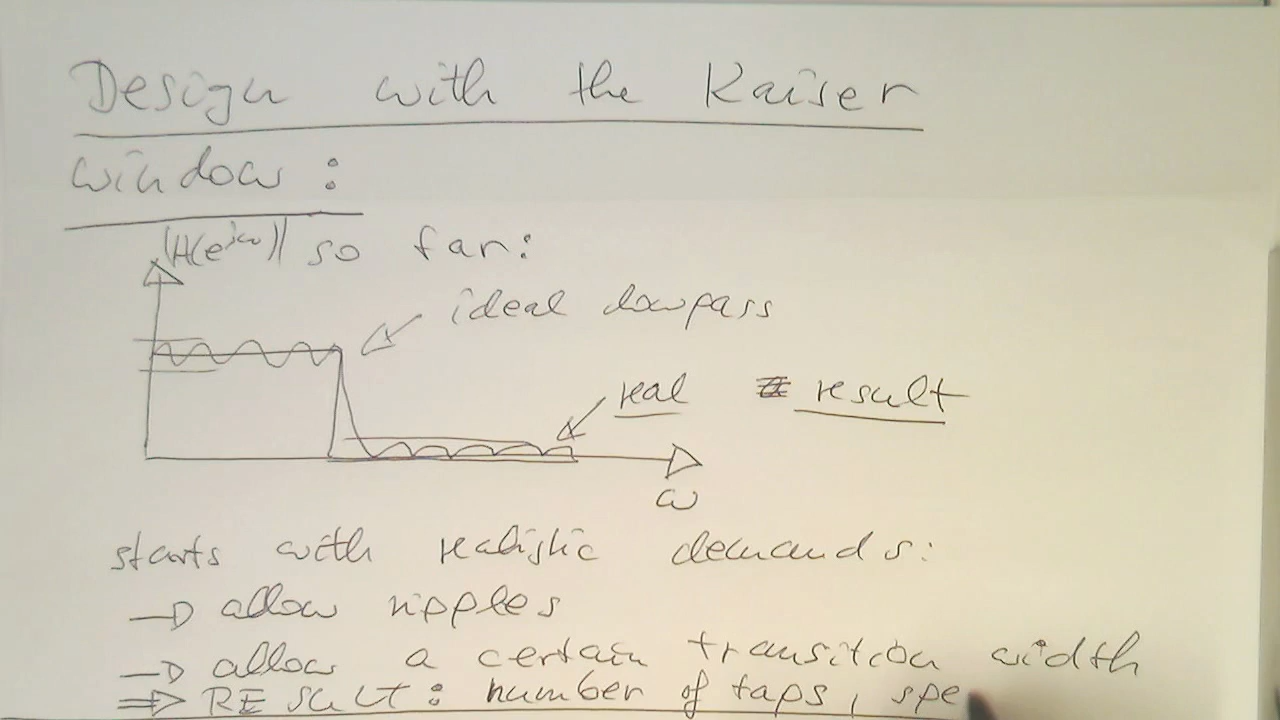 Design with the Kaiser
window:
|H(e^jω)| so far:
ideal lowpass
real result
ω
starts with realistic demands:
→ allow ripples
→ allow a certain transition width
⇒ RESULT: number of taps, spe